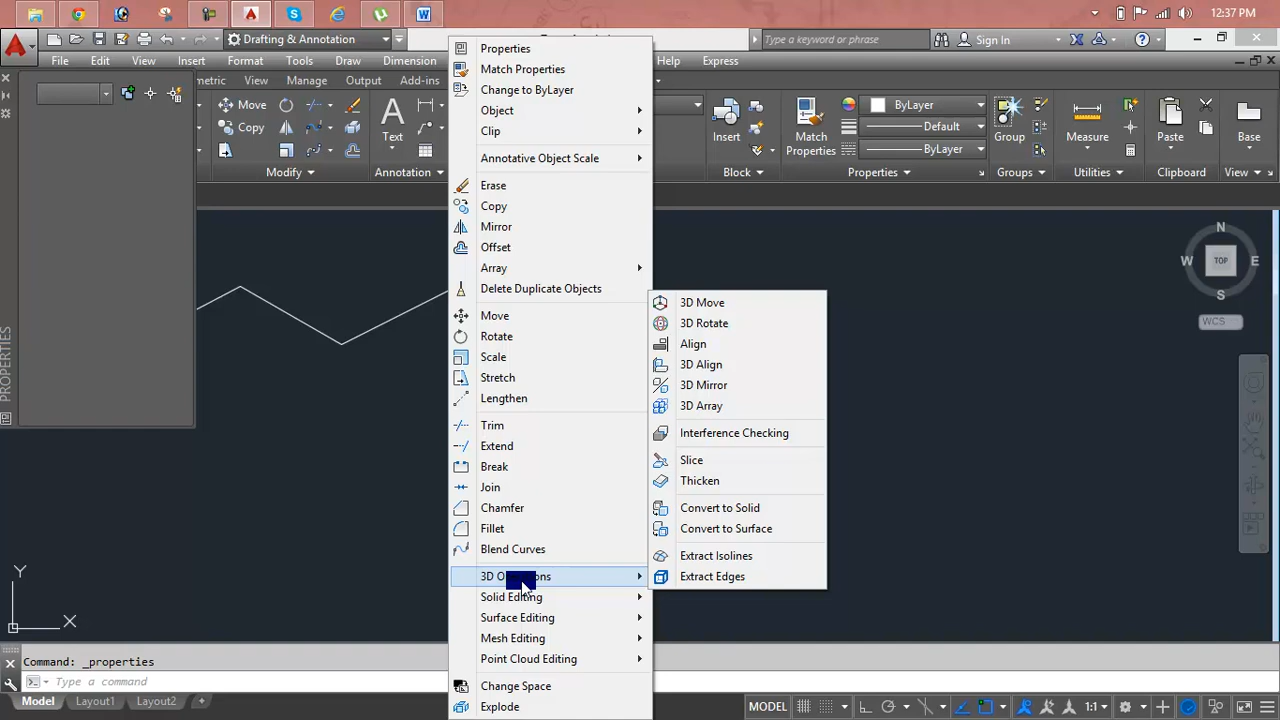 12:37 PM
Drafting & Annotation
Type a keyword or phrase
Sign In
File Edit View Insert Format Tools Draw Dimension
Help Express
View Manage Output Add-ins
Move
Copy
Text
Insert
Match
Properties
ByLayer
Default
ByLayer
Group
Measure
Paste
Base
Modify
Annotation
Block
Properties
Groups
Utilities
Clipboard
View
Properties
Match Properties
Change to ByLayer
Object
Clip
Annotative Object Scale
Erase
Copy
Mirror
Offset
Array
Delete Duplicate Objects
Move
Rotate
Scale
Stretch
Lengthen
Trim
Extend
Break
Join
Chamfer
Fillet
Blend Curves
3D
Solid Editing
Surface Editing
Mesh Editing
Point Cloud Editing
Change Space
Explode
3D Move
3D Rotate
Align
3D Align
3D Mirror
3D Array
Interference Checking
Slice
Thicken
Convert to Solid
Convert to Surface
Extract Isolines
Extract Edges
N
W TOP E
S
WCS
PROPERTIES
Y
X
Command: _properties
Type a command
Model Layout1 Layout2 +
MODEL
1:1